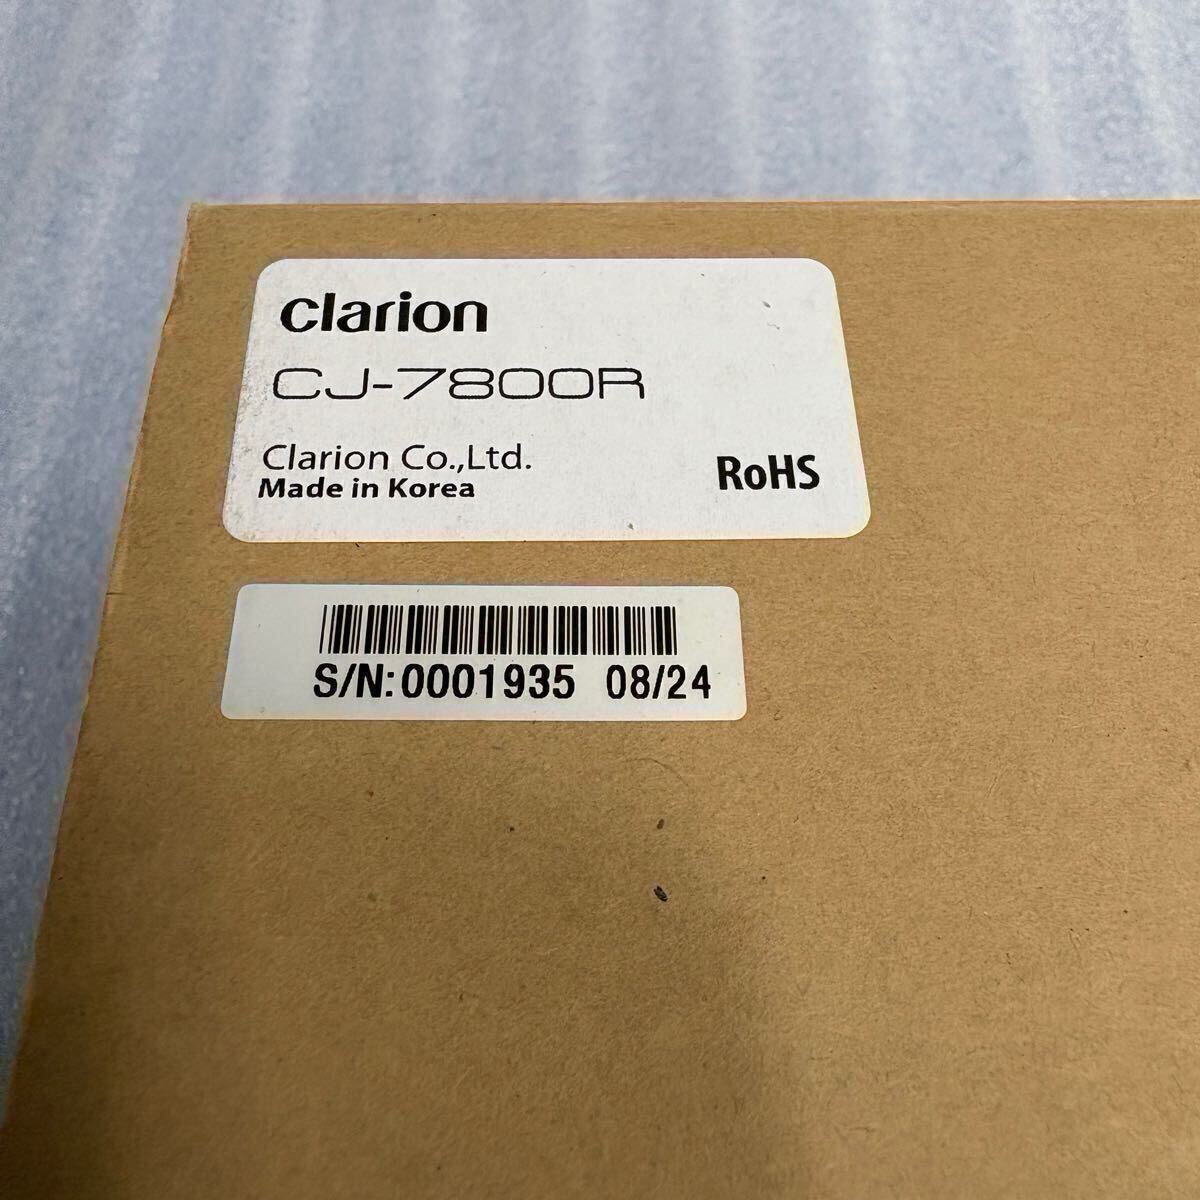 clarion
CJ-7800R
Clarion Co.,Ltd.
Made in Korea
RoHS
S/N:0001935 08/24